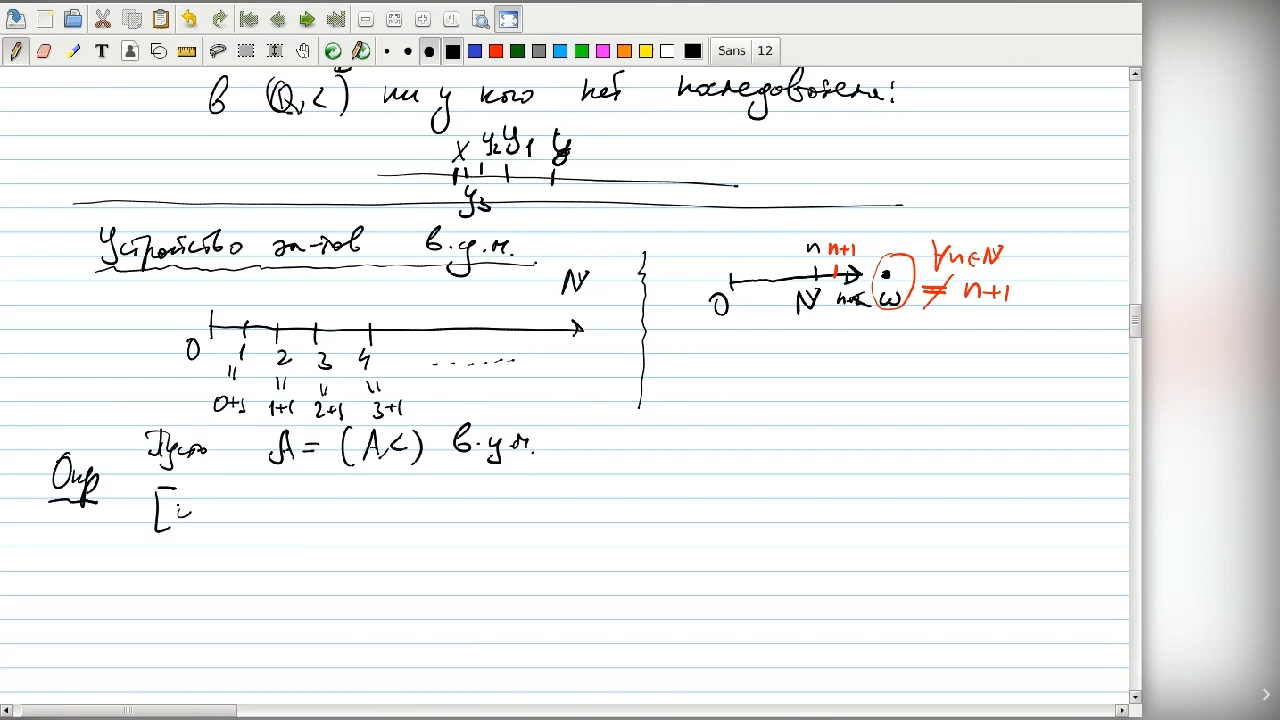 Sans 12
в (Q, <) ни у кого нет последователя!
x y₂ y₁ y
y₃
Устройство эл-тов в.у.м.
N
0 1 2 3 4 .......
|| || || ||
0+1 1+1 2+1 3+1
n n+1 ∀n∈N
0 N ω ≠ n+1
Пусть A = (A, <) в.у.м.
Опр
[